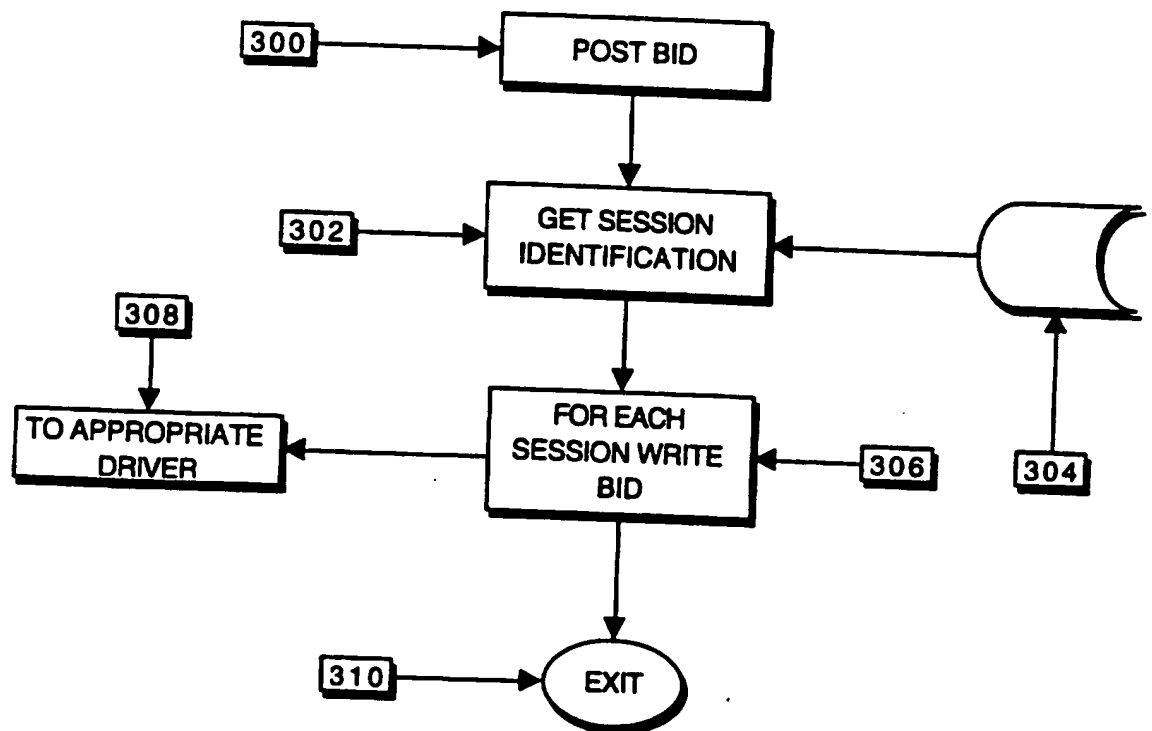 300
POST BID
302
GET SESSION
IDENTIFICATION
308
TO APPROPRIATE
DRIVER
FOR EACH
SESSION WRITE
BID
306
304
310
EXIT